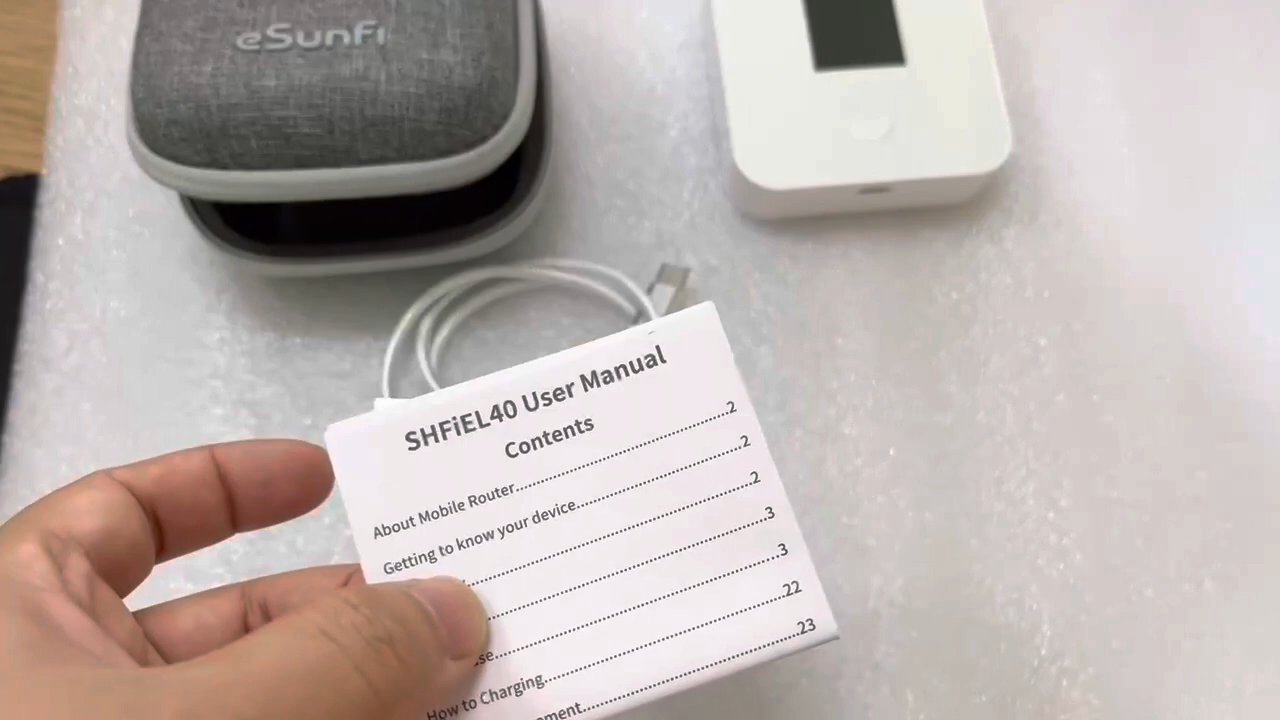 eSunFi
SHFiEL40 User Manual
Contents
About Mobile Router..............................2
Getting to know your device........................2
..............................2
..............................3
..............................3
How to Charging..............................22
..............................23